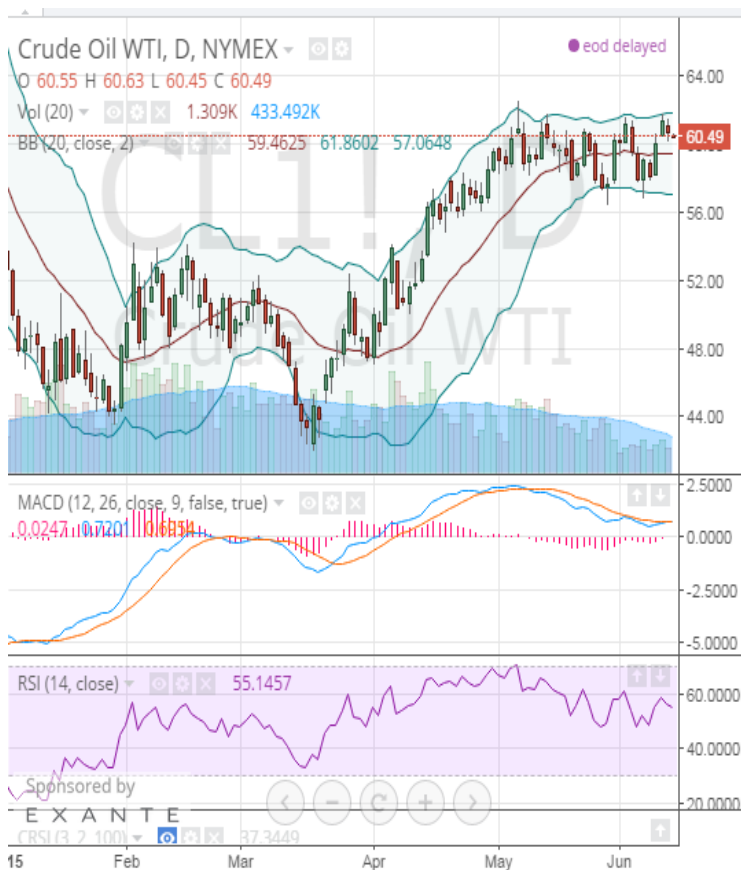 Crude Oil WTI, D, NYMEX
eod delayed
O 60.55 H 60.63 L 60.45 C 60.49
Vol (20) 1.309K 433.492K
BB (20, close, 2) 59.4625 61.8602 57.0648
CL1!, D
Crude Oil WTI
64.00
60.49
56.00
52.00
48.00
44.00
MACD (12, 26, close, 9, false, true)
0.0247 0.7201 0.6954
2.5000
0.0000
-2.5000
-5.0000
RSI (14, close) 55.1457
60.0000
40.0000
20.0000
Sponsored by
EXANTE
CRSI (3, 2, 100) 37.3449
15 Feb Mar Apr May Jun